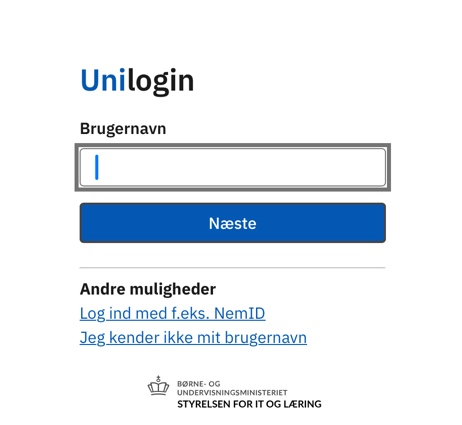 Unilogin
Brugernavn
Næste
Andre muligheder
Log ind med f.eks. NemID
Jeg kender ikke mit brugernavn
BØRNE- OG
UNDERVISNINGSMINISTERIET
STYRELSEN FOR IT OG LÆRING